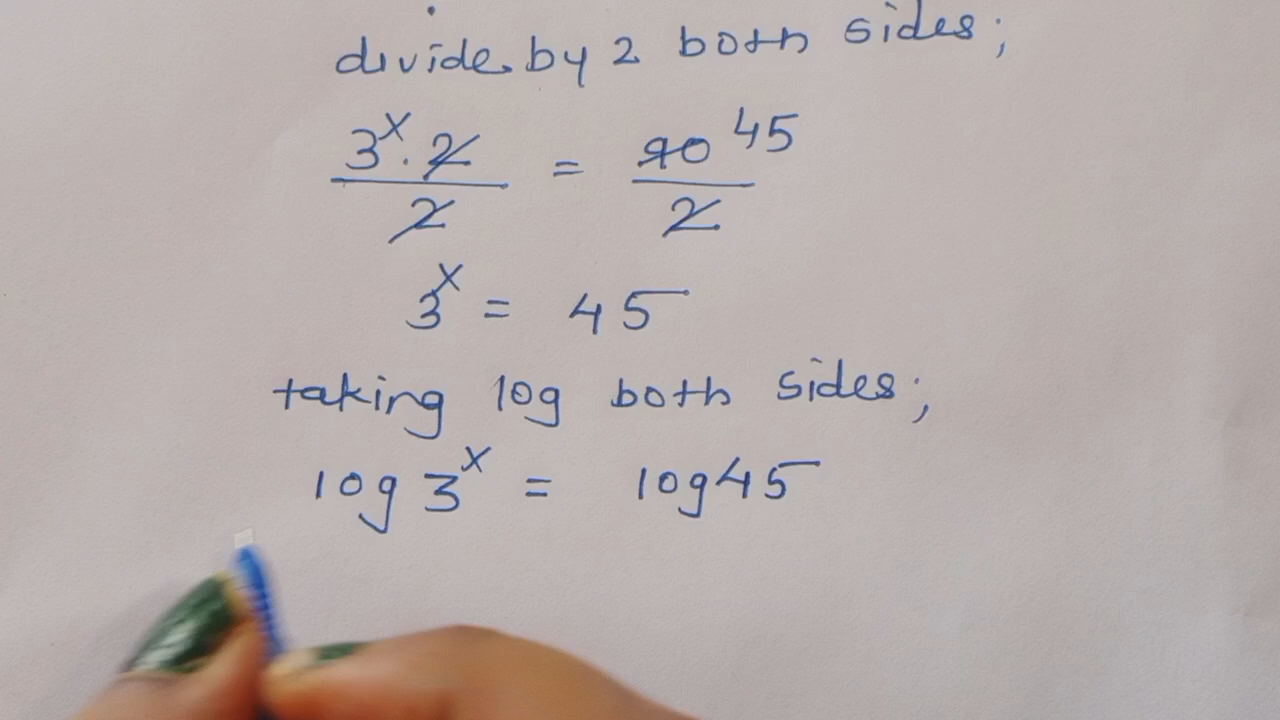 divide by 2 both sides;
3^x · 2 / 2 = 90 / 2 45
3^x = 45
taking log both sides;
log 3^x = log 45